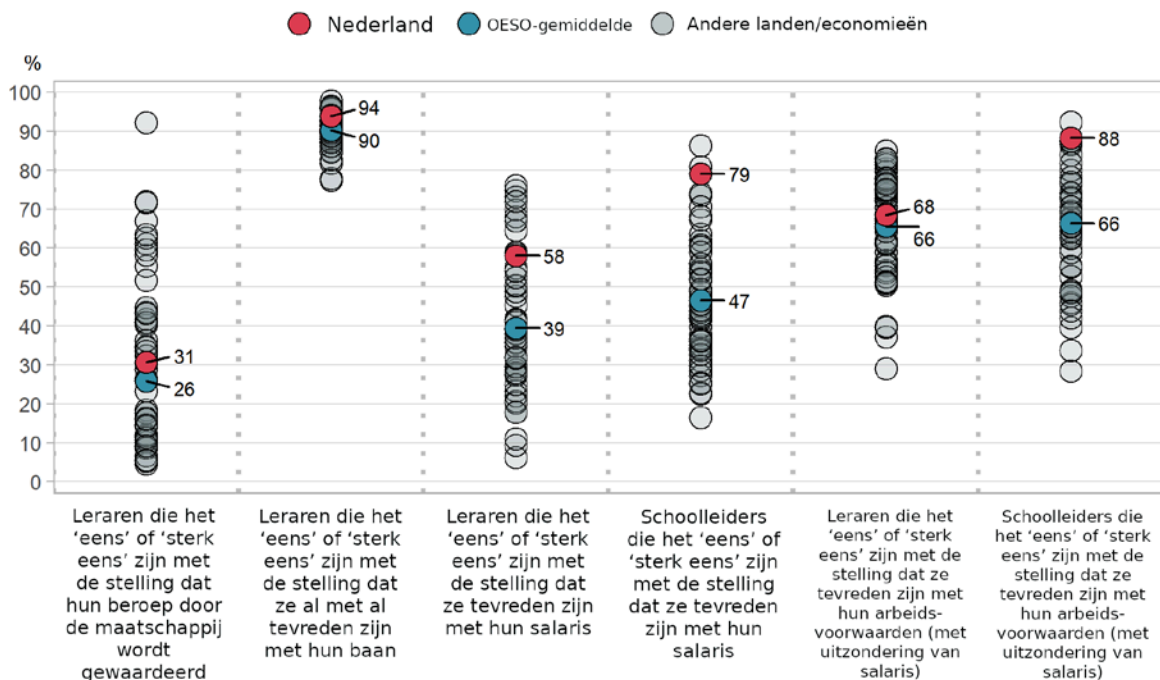 Nederland OESO-gemiddelde Andere landen/economieën
%
100
90
80
70
60
50
40
30
20
10
0
31
26
94
90
58
39
79
47
68
66
88
66
Leraren die het
‘eens’ of ‘sterk
eens’ zijn met
de stelling dat
hun beroep door
de maatschappij
wordt
gewaardeerd
Leraren die het
‘eens’ of ‘sterk
eens’ zijn met
de stelling dat
ze al met al
tevreden zijn
met hun baan
Leraren die het
‘eens’ of ‘sterk
eens’ zijn met
de stelling dat
ze tevreden zijn
met hun salaris
Schoolleiders
die het ‘eens’ of
‘sterk eens’ zijn
met de stelling
dat ze tevreden
zijn met hun
salaris
Leraren die het
‘eens’ of ‘sterk
eens’ zijn met de
stelling dat ze
tevreden zijn met
hun arbeids-
voorwaarden (met
uitzondering van
salaris)
Schoolleiders die
het ‘eens’ of ‘sterk
eens’ zijn met de
stelling dat ze
tevreden zijn met
hun arbeids-
voorwaarden (met
uitzondering van
salaris)